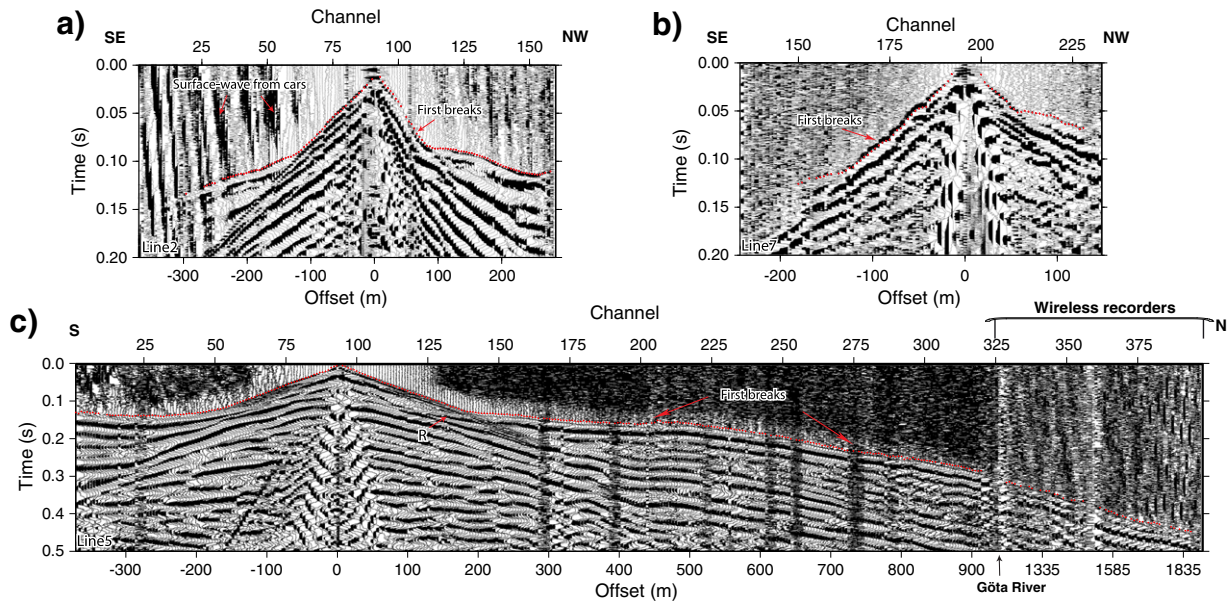 a)
Channel
SE
NW
25 50 75 100 125 150
0.00
0.05
0.10
0.15
0.20
Time (s)
Surface-wave from cars
First breaks
Line2
-300 -200 -100 0 100 200
Offset (m)
b)
Channel
SE
NW
150 175 200 225
0.00
0.05
0.10
0.15
0.20
Time (s)
First breaks
Line7
-200 -100 0 100
Offset (m)
c)
Channel
Wireless recorders
S
N
25 50 75 100 125 150 175 200 225 250 275 300 325 350 375
0.0
0.1
0.2
0.3
0.4
0.5
Time (s)
R
First breaks
Line5
-300 -200 -100 0 100 200 300 400 500 600 700 800 900 1335 1585 1835
Offset (m)
Göta River